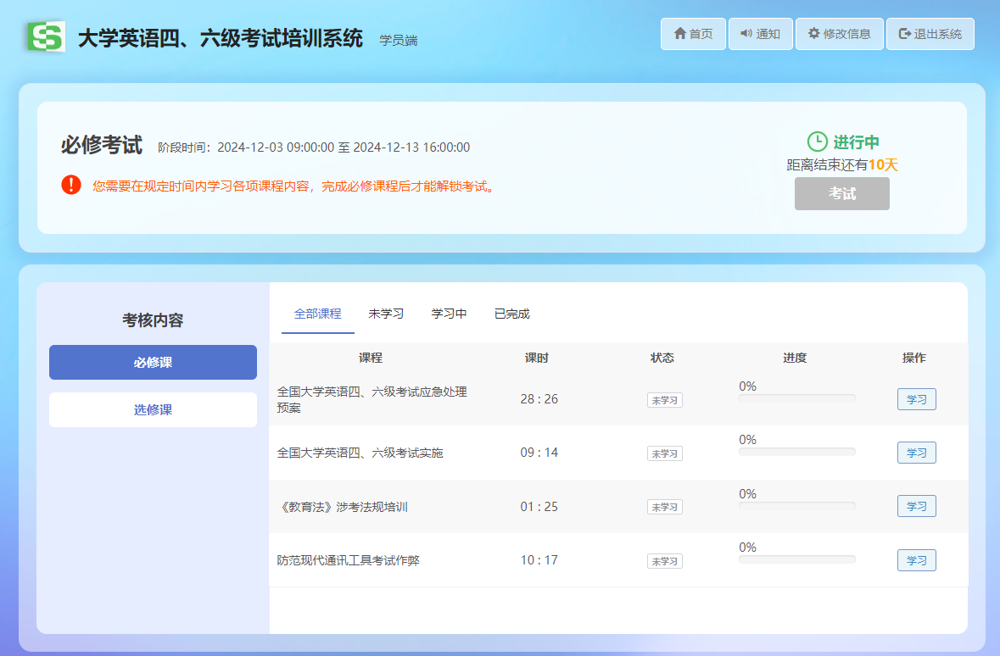 大学英语四、六级考试培训系统 学员端
首页 通知 修改信息 退出系统
必修考试 阶段时间：2024-12-03 09:00:00 至 2024-12-13 16:00:00
您需要在规定时间内学习各项课程内容，完成必修课程后才能解锁考试。
进行中
距离结束还有10天
考试
考核内容
必修课
选修课
全部课程 未学习 学习中 已完成
课程 课时 状态 进度 操作
全国大学英语四、六级考试应急处理
预案
28 : 26 未学习 0% 学习
全国大学英语四、六级考试实施 09 : 14 未学习 0% 学习
《教育法》涉考法规培训 01 : 25 未学习 0% 学习
防范现代通讯工具考试作弊 10 : 17 未学习 0% 学习